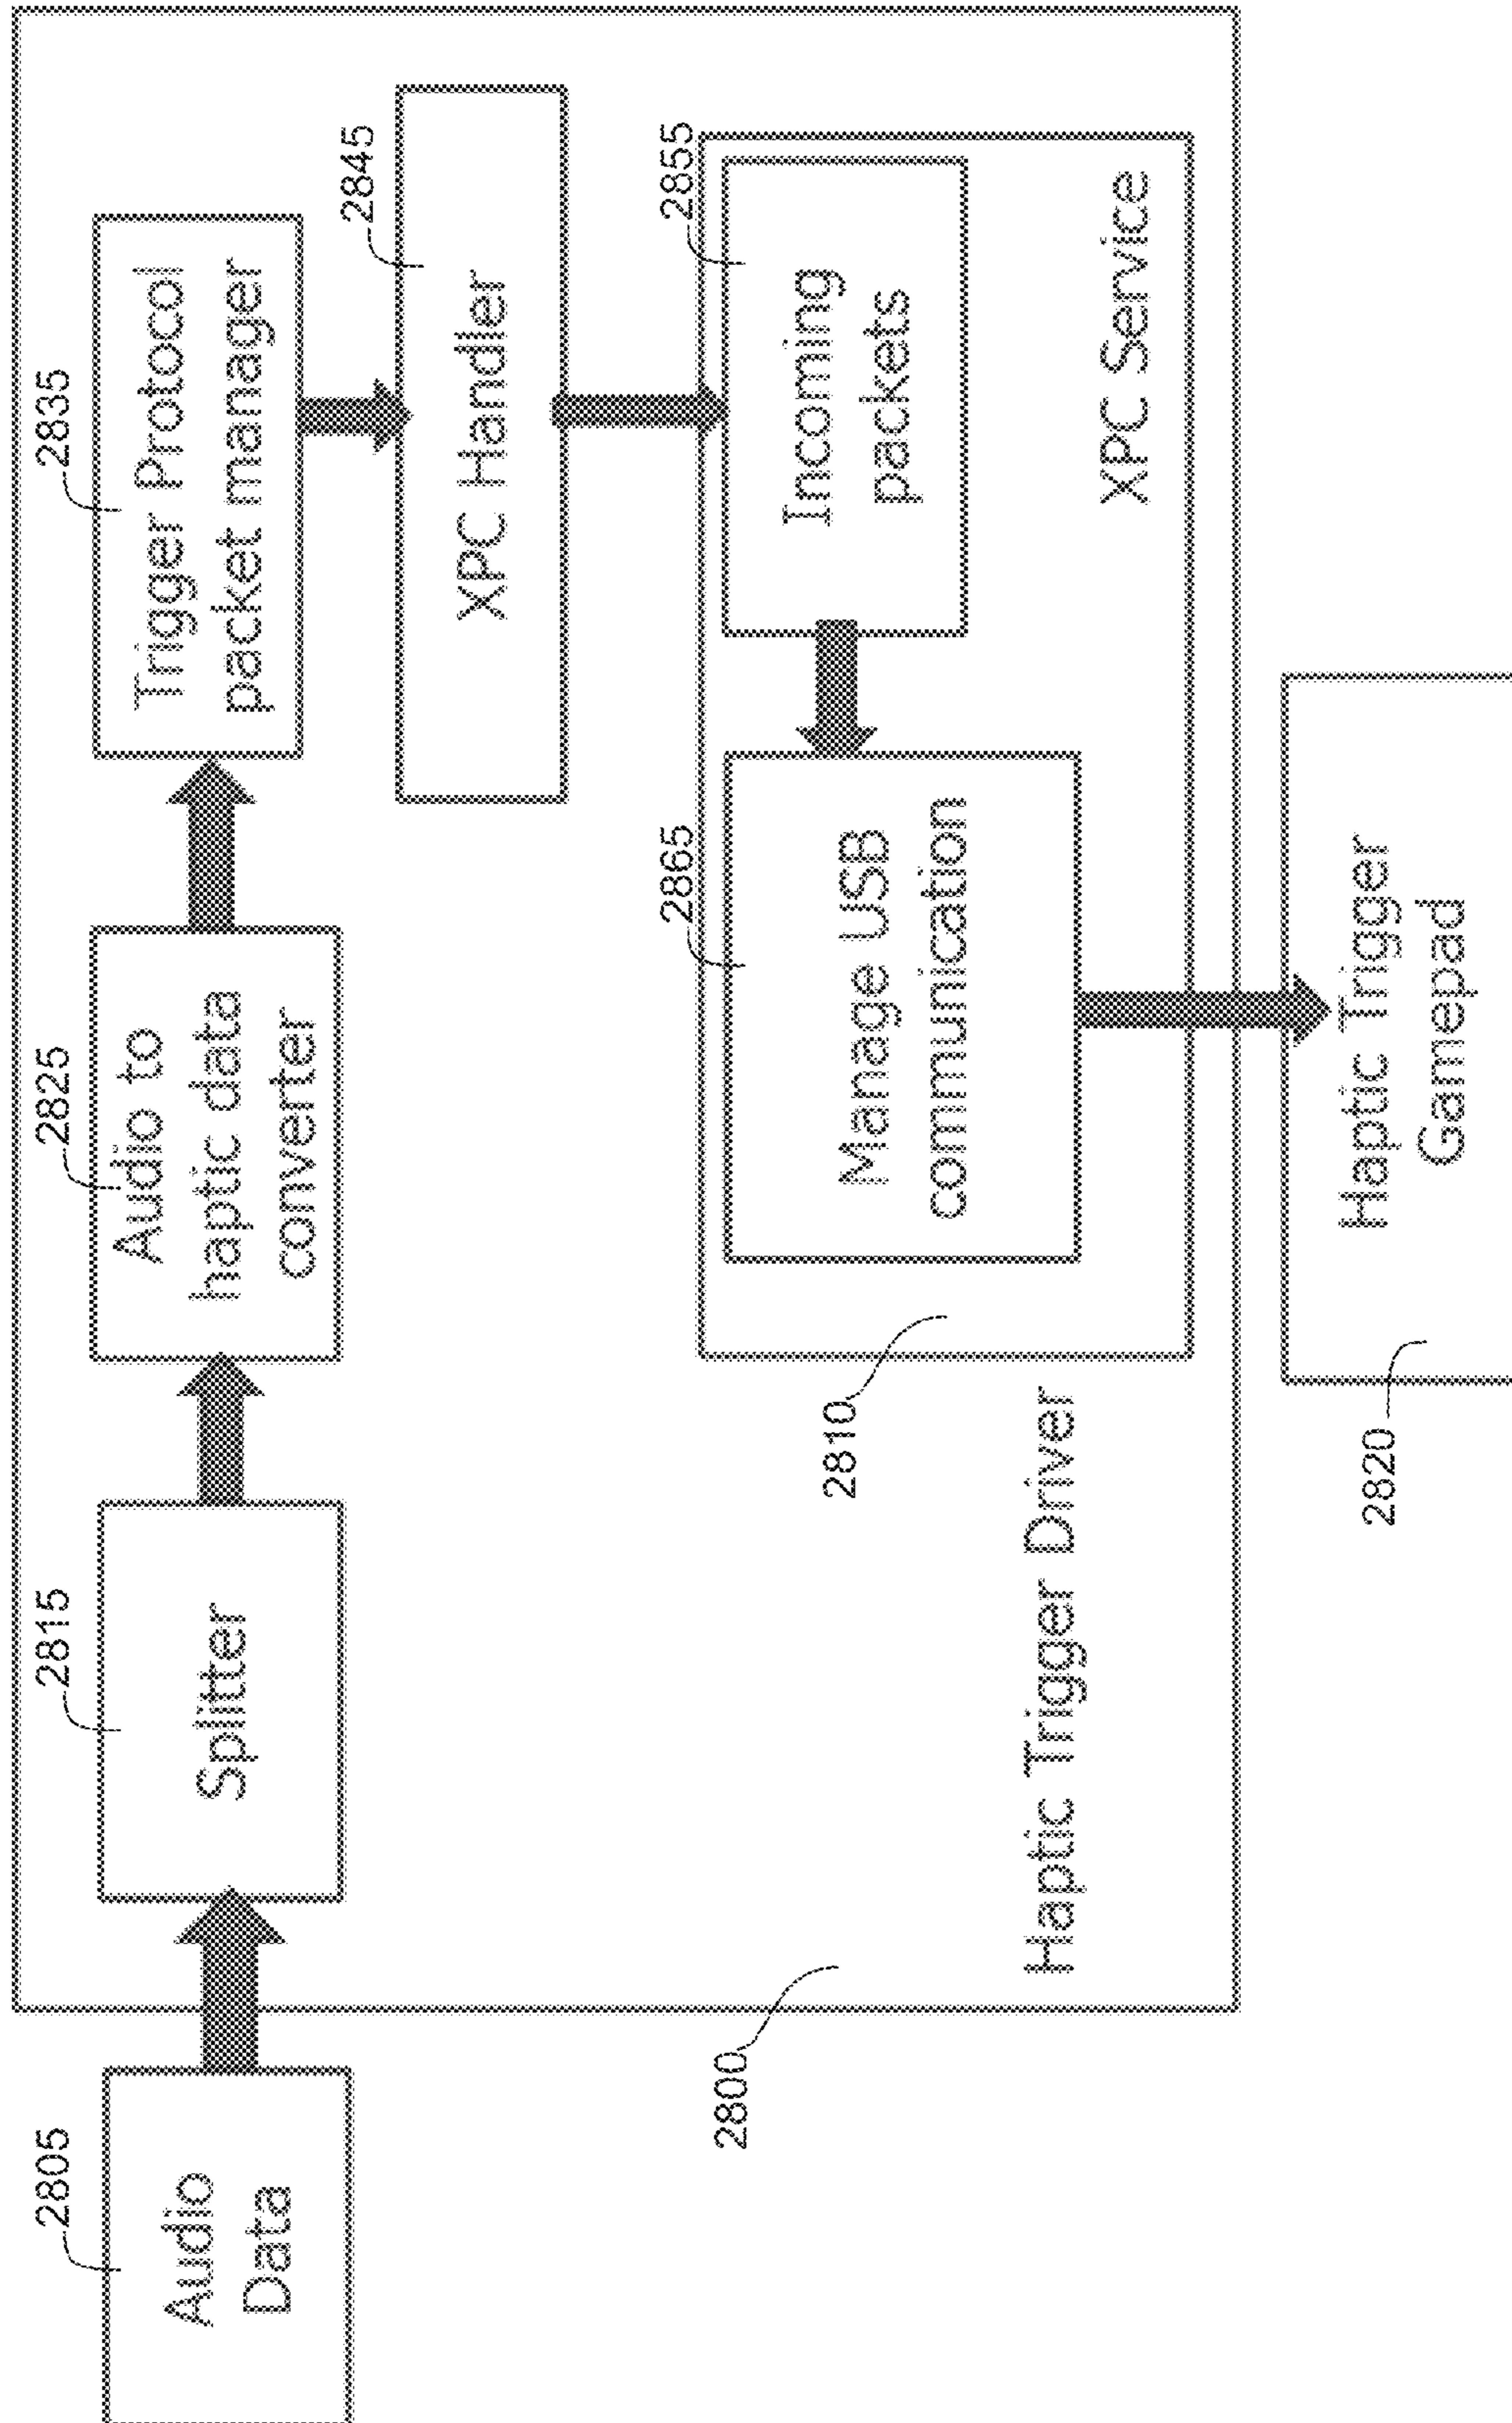 2805
Audio
Data
2815
Splitter
2825
Audio to
haptic data
converter
2835
Trigger Protocol
packet manager
2845
XPC Handler
2855
Incoming
packets
2865
Manage USB
communication
XPC Service
2810
Haptic Trigger Driver
2800
Haptic Trigger
Gamepad
2820